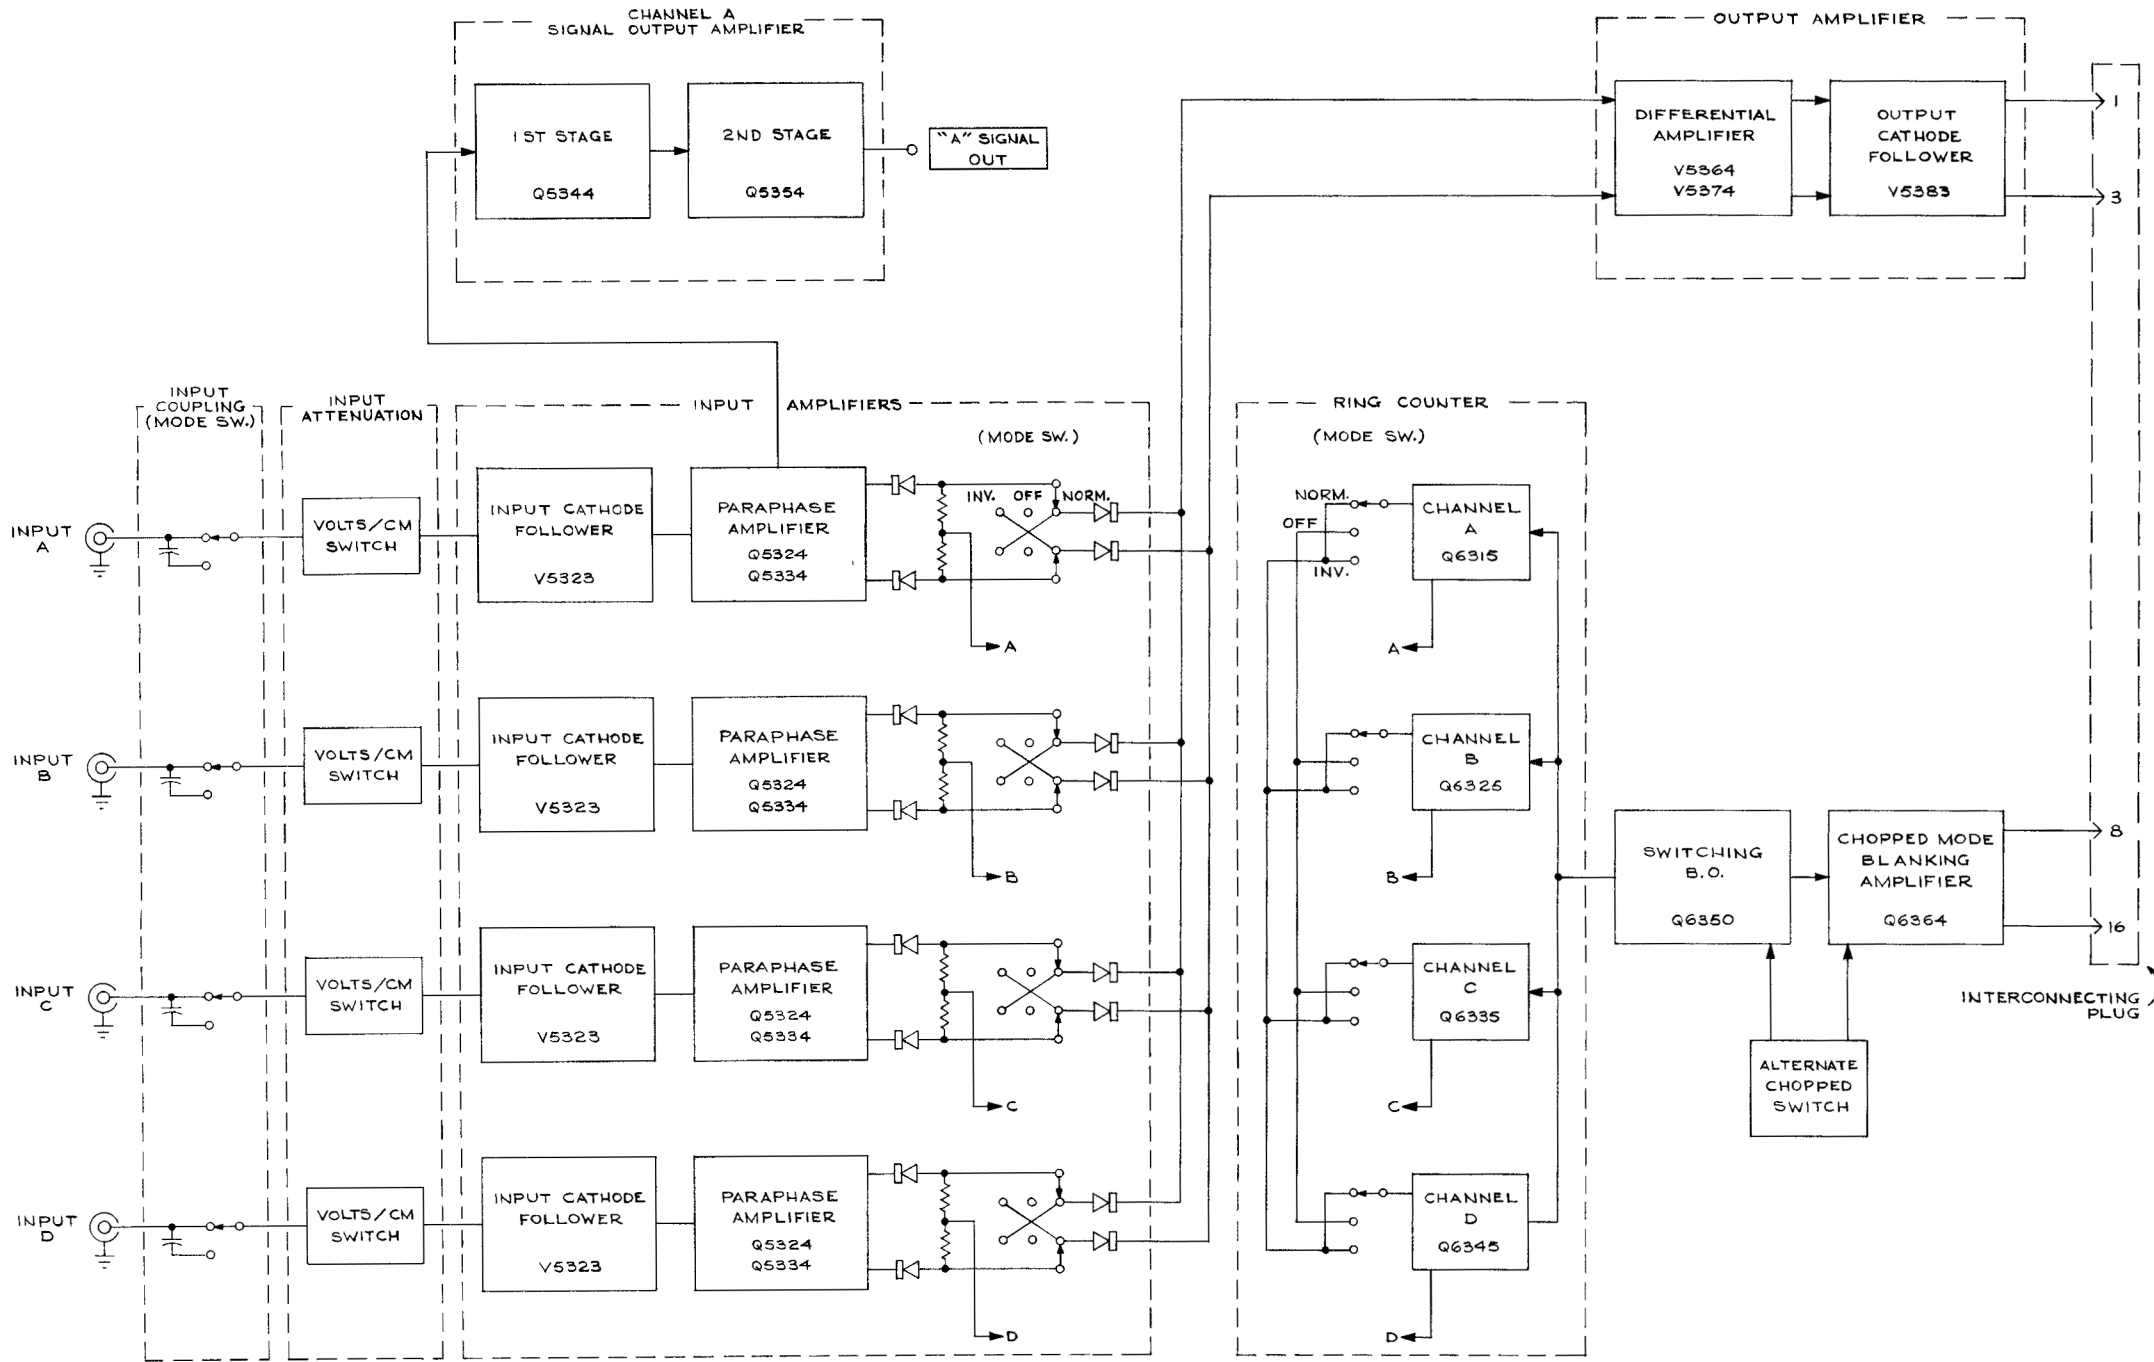 CHANNEL A
SIGNAL OUTPUT AMPLIFIER
1ST STAGE
Q5344
2ND STAGE
Q5354
"A" SIGNAL
OUT
OUTPUT AMPLIFIER
DIFFERENTIAL
AMPLIFIER
V5364
V5374
OUTPUT
CATHODE
FOLLOWER
V5383
1
3
INPUT
COUPLING
(MODE SW.)
INPUT
ATTENUATION
INPUT AMPLIFIERS
(MODE SW.)
RING COUNTER
(MODE SW.)
INPUT
A
VOLTS/CM
SWITCH
INPUT CATHODE
FOLLOWER
V5323
PARAPHASE
AMPLIFIER
Q5324
Q5334
INV. OFF NORM.
A
NORM.
OFF
INV.
CHANNEL
A
Q6315
A
INPUT
B
VOLTS/CM
SWITCH
INPUT CATHODE
FOLLOWER
V5323
PARAPHASE
AMPLIFIER
Q5324
Q5334
B
CHANNEL
B
Q6325
B
SWITCHING
B.O.
Q6350
CHOPPED MODE
BLANKING
AMPLIFIER
Q6364
8
16
INTERCONNECTING
PLUG
INPUT
C
VOLTS/CM
SWITCH
INPUT CATHODE
FOLLOWER
V5323
PARAPHASE
AMPLIFIER
Q5324
Q5334
C
CHANNEL
C
Q6335
C
ALTERNATE
CHOPPED
SWITCH
INPUT
D
VOLTS/CM
SWITCH
INPUT CATHODE
FOLLOWER
V5323
PARAPHASE
AMPLIFIER
Q5324
Q5334
D
CHANNEL
D
Q6345
D